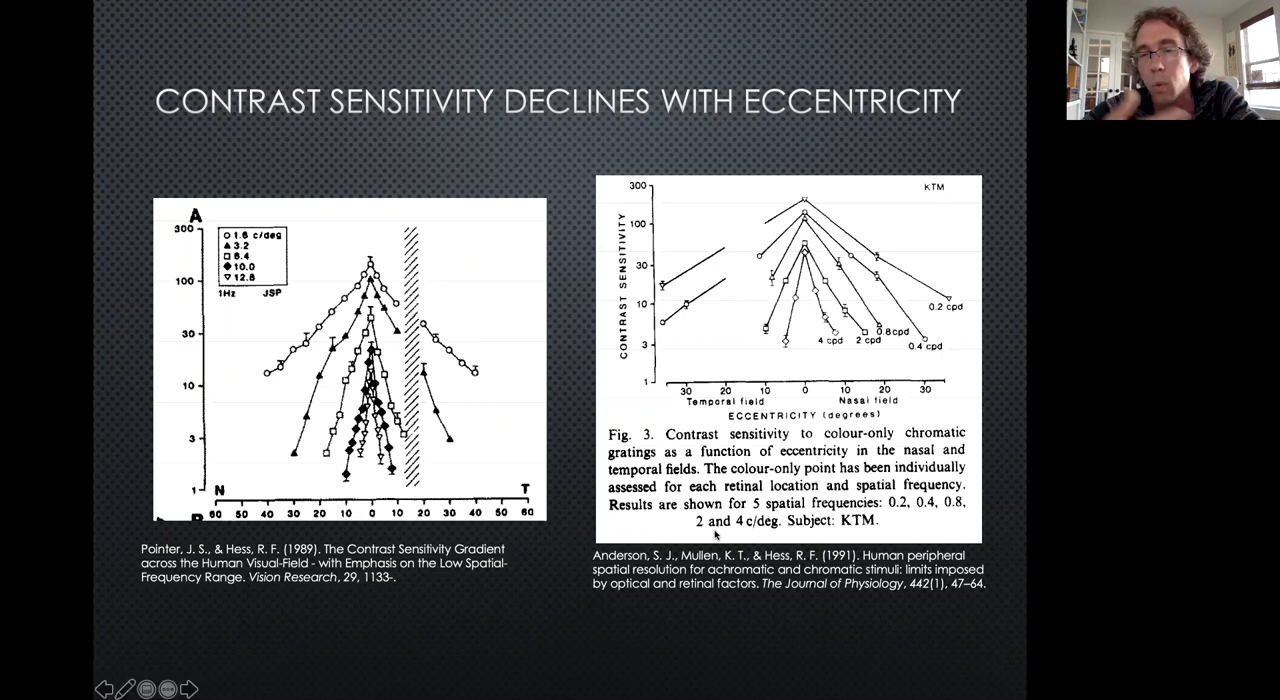 CONTRAST SENSITIVITY DECLINES WITH ECCENTRICITY
A
300
100
30
10
3
1
1.6 c/deg
3.2
6.4
10.0
12.8
1Hz JSP
N
T
60 50 40 30 20 10 0 10 20 30 40 50 60
Pointer, J. S., & Hess, R. F. (1989). The Contrast Sensitivity Gradient
across the Human Visual-Field - with Emphasis on the Low Spatial-
Frequency Range. Vision Research, 29, 1133-.
KTM
CONTRAST SENSITIVITY
300
100
30
10
3
1
0.2 cpd
0.8cpd
4 cpd
2 cpd
0.4 cpd
30 20 10 0 10 20 30
Temporal field
Nasal field
ECCENTRICITY (degrees)
Fig. 3. Contrast sensitivity to colour-only chromatic
gratings as a function of eccentricity in the nasal and
temporal fields. The colour-only point has been individually
assessed for each retinal location and spatial frequency.
Results are shown for 5 spatial frequencies: 0.2, 0.4, 0.8,
2 and 4 c/deg. Subject: KTM.
Anderson, S. J., Mullen, K. T., & Hess, R. F. (1991). Human peripheral
spatial resolution for achromatic and chromatic stimuli: limits imposed
by optical and retinal factors. The Journal of Physiology, 442(1), 47–64.